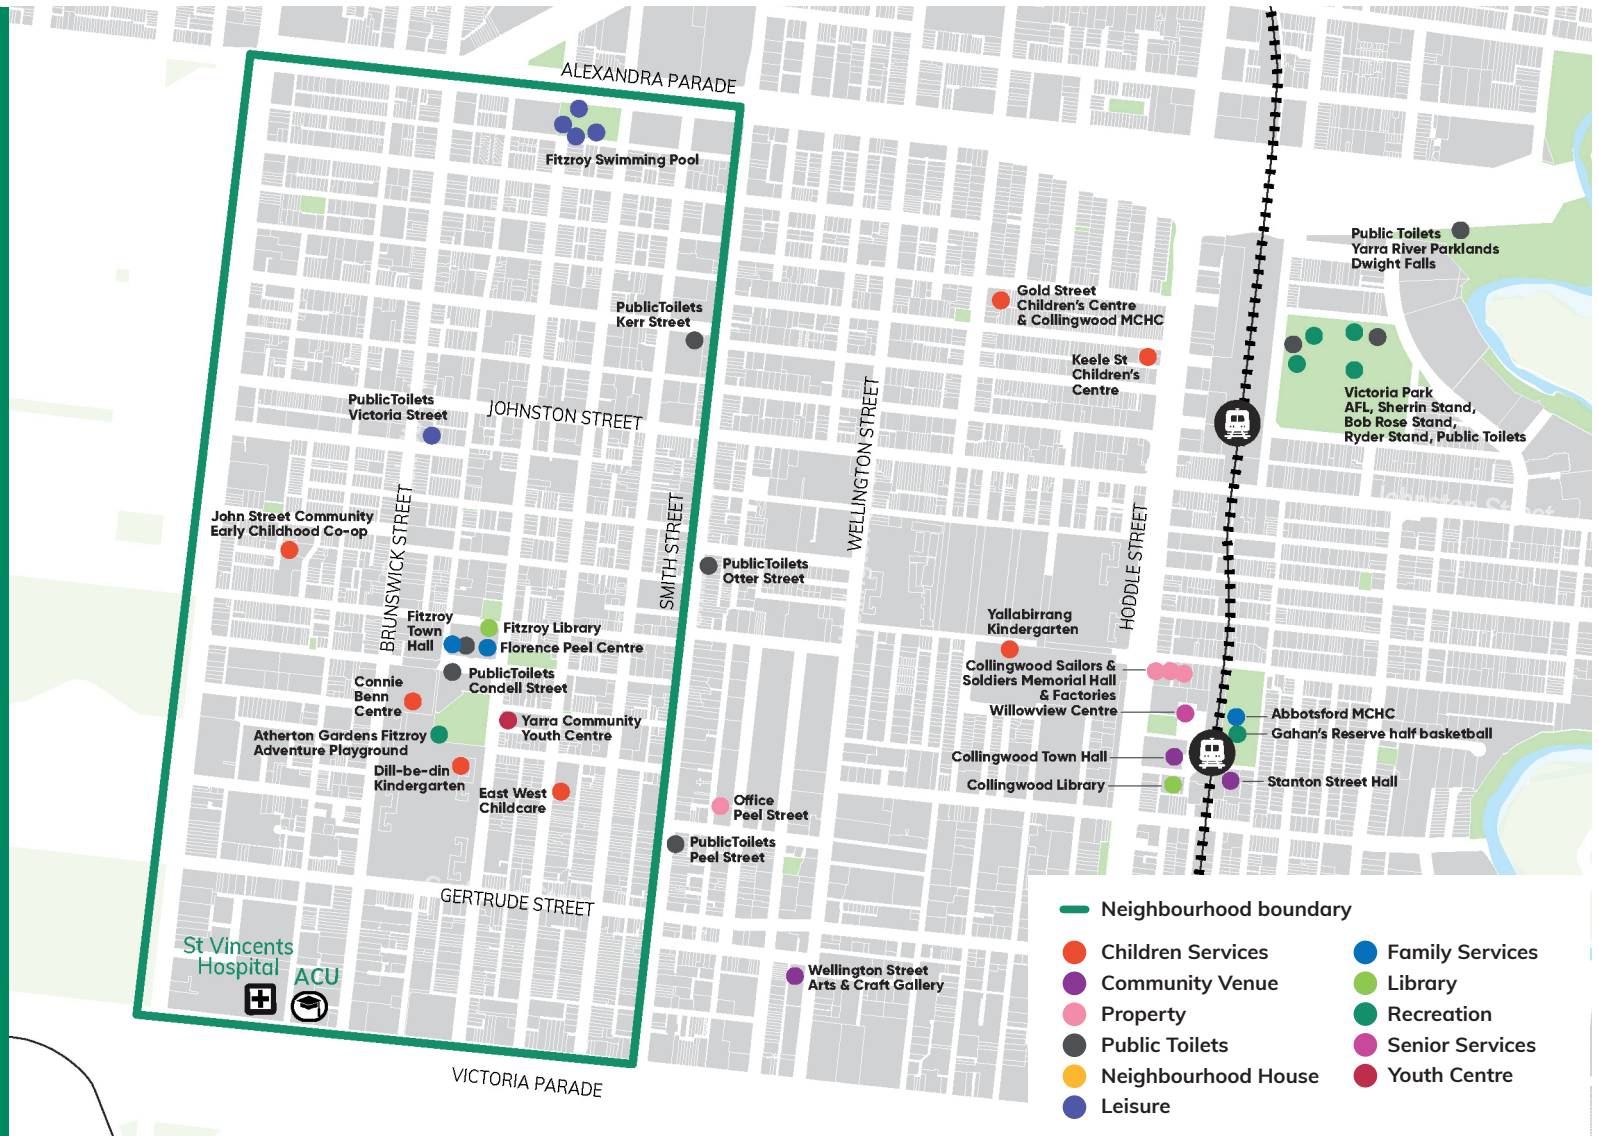 ALEXANDRA PARADE
Fitzroy Swimming Pool
Public Toilets
Yarra River Parklands
Dwight Falls
Gold Street
Children's Centre
& Collingwood MCHC
PublicToilets
Kerr Street
Keele St
Children's
Centre
Victoria Park
AFL, Sherrin Stand,
Bob Rose Stand,
Ryder Stand, Public Toilets
PublicToilets
Victoria Street
JOHNSTON STREET
WELLINGTON STREET
Johnston Street
BRUNSWICK STREET
SMITH STREET
HODDLE STREET
John Street Community
Early Childhood Co-op
PublicToilets
Otter Street
Fitzroy
Town
Hall
Fitzroy Library
Florence Peel Centre
Yallabirrang
Kindergarten
PublicToilets
Condell Street
Collingwood Sailors &
Soldiers Memorial Hall
& Factories
Connie
Benn
Centre
Willowview Centre
Abbotsford MCHC
Yarra Community
Youth Centre
Gahan's Reserve half basketball
Atherton Gardens Fitzroy
Adventure Playground
Collingwood Town Hall
Dill-be-din
Kindergarten
Collingwood Library
Stanton Street Hall
East West
Childcare
Office
Peel Street
PublicToilets
Peel Street
GERTRUDE STREET
St Vincents
Hospital
ACU
Wellington Street
Arts & Craft Gallery
VICTORIA PARADE
Neighbourhood boundary
Children Services
Community Venue
Property
Public Toilets
Neighbourhood House
Leisure
Family Services
Library
Recreation
Senior Services
Youth Centre